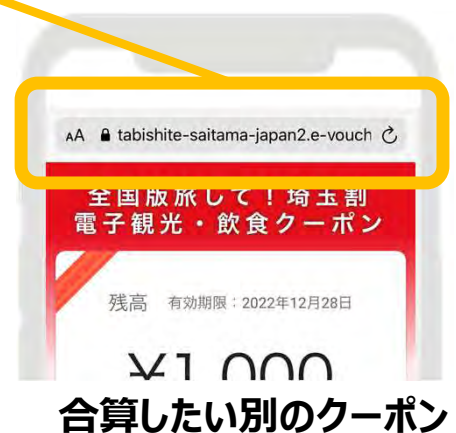 AA tabishite-saitama-japan2.e-vouch
全国版旅して！埼玉割
電子観光・飲食クーポン
残高 有効期限：2022年12月28日
¥1,000
合算したい別のクーポン